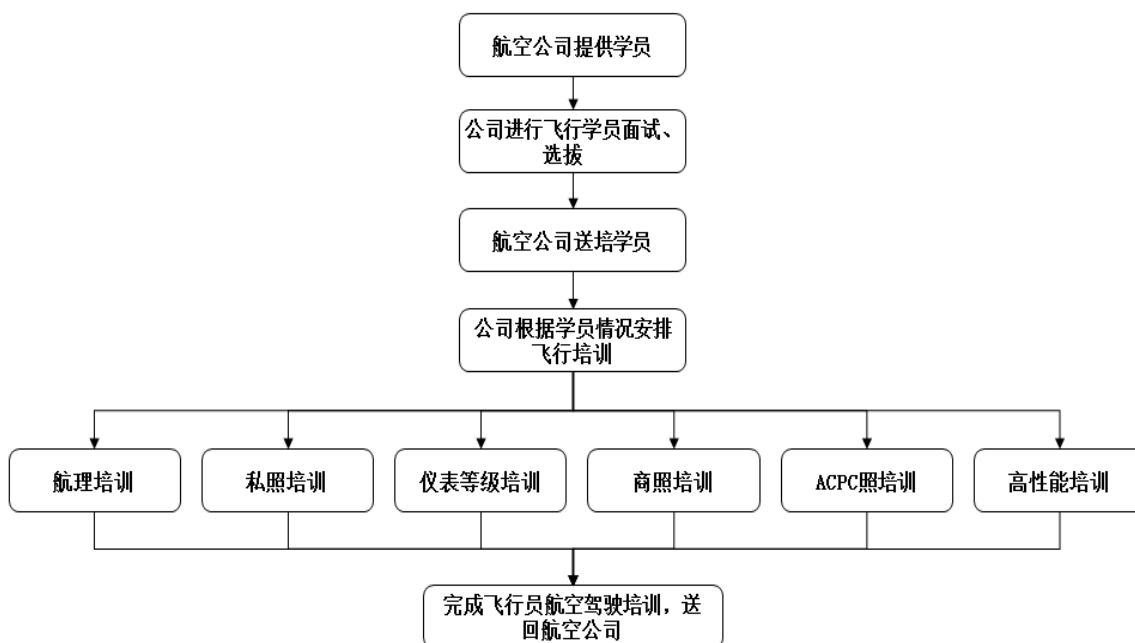 航空公司提供学员
公司进行飞行学员面试、
选拔
航空公司送培学员
公司根据学员情况安排
飞行培训
航理培训
私照培训
仪表等级培训
商照培训
ACPC照培训
高性能培训
完成飞行员航空驾驶培训，送
回航空公司